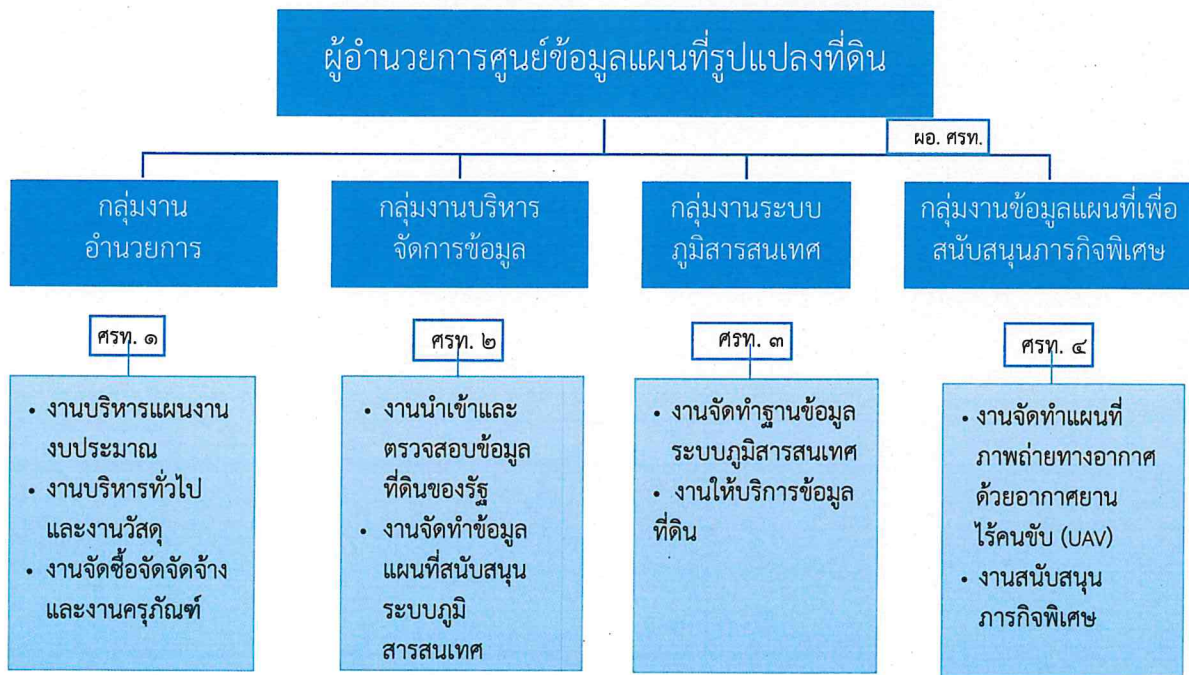 ผู้อำนวยการศูนย์ข้อมูลแผนที่รูปแปลงที่ดิน
ผอ. ศรท.
กลุ่มงาน
อำนวยการ
ศรท. ๑
• งานบริหารแผนงาน
งบประมาณ
• งานบริหารทั่วไป
และงานวัสดุ
• งานจัดซื้อจัดจัดจ้าง
และงานครุภัณฑ์
กลุ่มงานบริหาร
จัดการข้อมูล
ศรท. ๒
• งานนำเข้าและ
ตรวจสอบข้อมูล
ที่ดินของรัฐ
• งานจัดทำข้อมูล
แผนที่สนับสนุน
ระบบภูมิ
สารสนเทศ
กลุ่มงานระบบ
ภูมิสารสนเทศ
ศรท. ๓
• งานจัดทำฐานข้อมูล
ระบบภูมิสารสนเทศ
• งานให้บริการข้อมูล
ที่ดิน
กลุ่มงานข้อมูลแผนที่เพื่อ
สนับสนุนภารกิจพิเศษ
ศรท. ๔
• งานจัดทำแผนที่
ภาพถ่ายทางอากาศ
ด้วยอากาศยาน
ไร้คนขับ (UAV)
• งานสนับสนุน
ภารกิจพิเศษ